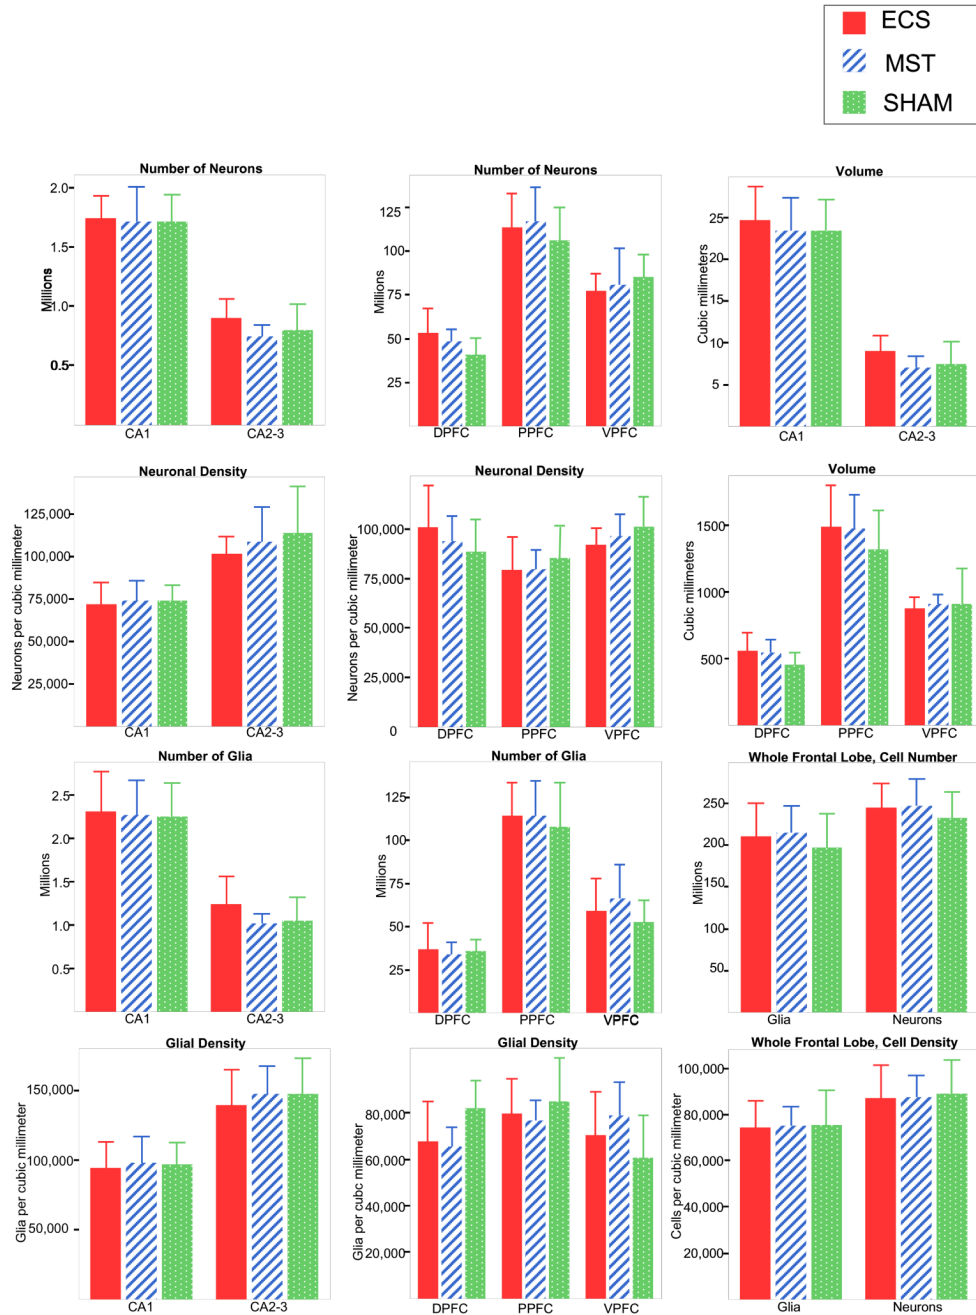 ECS
MST
SHAM
Number of Neurons
Millions
2.0
1.5
1.0
0.5
CA1
CA2-3
Number of Neurons
Millions
125
100
75
50
25
DPFC
PPFC
VPFC
Volume
Cubic millimeters
25
20
15
10
5
CA1
CA2-3
Neuronal Density
Neurons per cubic millimeter
125,000
100,000
75,000
50,000
25,000
CA1
CA2-3
Neuronal Density
Neurons per cubic millimeter
100,000
75,000
50,000
25,000
0
DPFC
PPFC
VPFC
Volume
Cubic millimeters
1500
1000
500
DPFC
PPFC
VPFC
Number of Glia
Millions
2.5
2.0
1.5
1.0
0.5
CA1
CA2-3
Number of Glia
Millions
125
100
75
50
25
DPFC
PPFC
VPFC
Whole Frontal Lobe, Cell Number
Millions
250
200
150
100
50
Glia
Neurons
Glial Density
Glia per cubic millimeter
150,000
100,000
50,000
CA1
CA2-3
Glial Density
Glia per cubc millimeter
80,000
60,000
40,000
20,000
DPFC
PPFC
VPFC
Whole Frontal Lobe, Cell Density
Cells per cubic millimeter
100,000
80,000
60,000
40,000
20,000
Glia
Neurons